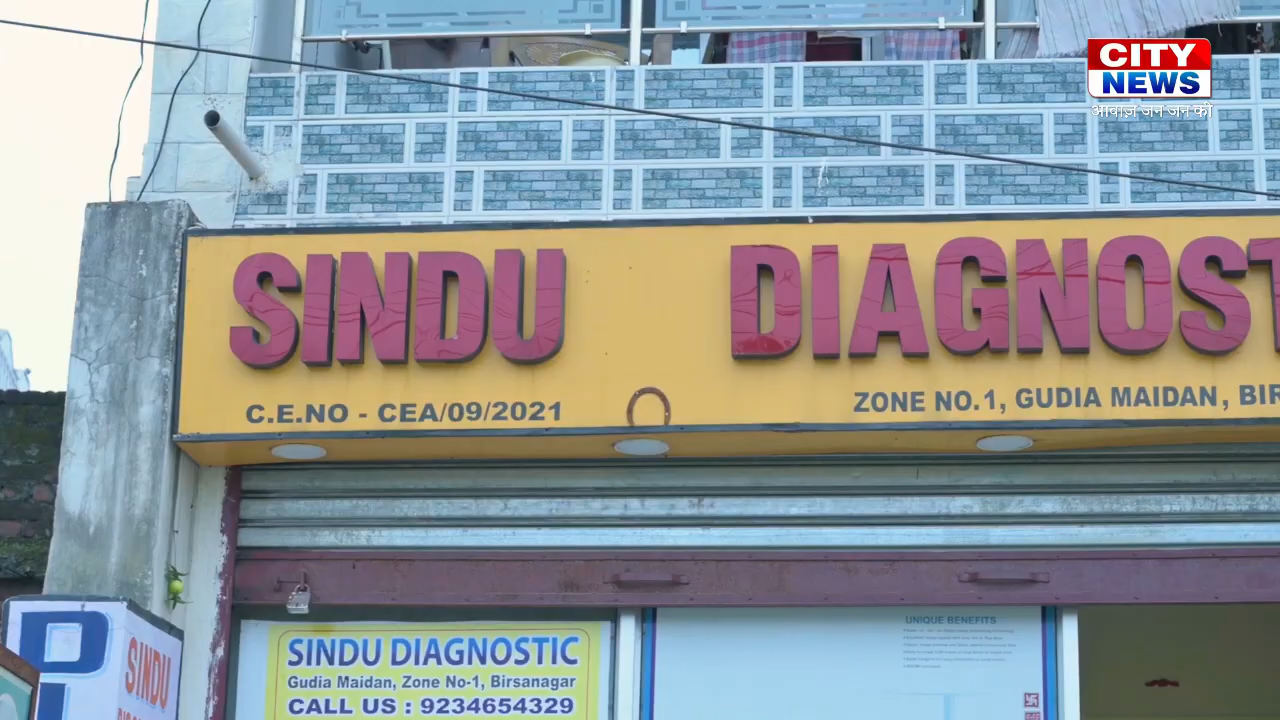 CITY
NEWS
आवाज़ जन जन की
SINDU DIAGNOST
C.E.NO - CEA/09/2021
ZONE NO.1, GUDIA MAIDAN, BIR
UNIQUE BENEFITS
SINDU DIAGNOSTIC
Gudia Maidan, Zone No-1, Birsanagar
CALL US : 9234654329
SINDU